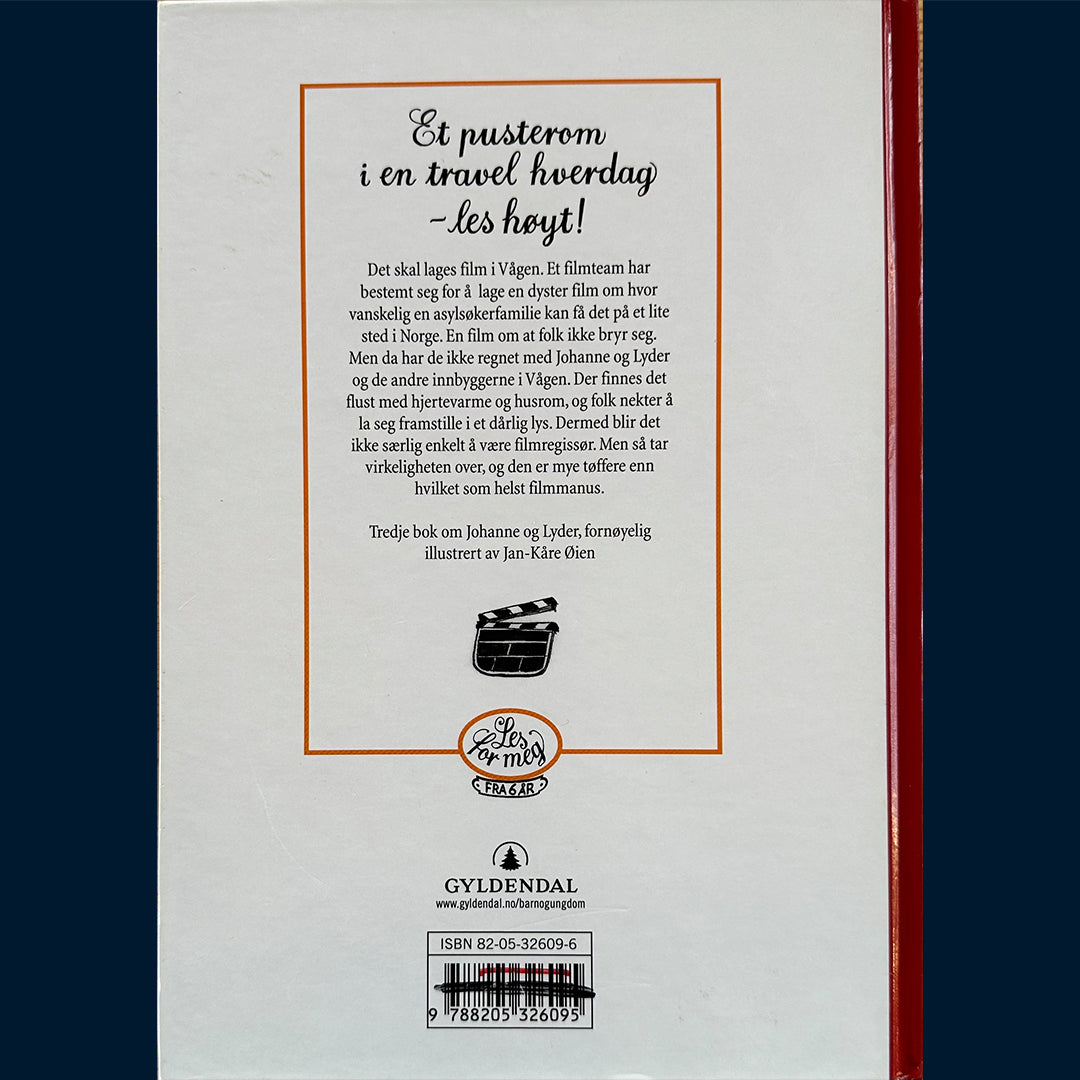 Et pusterom
i en travel hverdag
– les høyt!
Det skal lages film i Vågen. Et filmteam har
bestemt seg for å lage en dyster film om hvor
vanskelig en asylsøkerfamilie kan få det på et lite
sted i Norge. En film om at folk ikke bryr seg.
Men da har de ikke regnet med Johanne og Lyder
og de andre innbyggerne i Vågen. Der finnes det
flust med hjertevarme og husrom, og folk nekter å
la seg framstille i et dårlig lys. Dermed blir det
ikke særlig enkelt å være filmregissør. Men så tar
virkeligheten over, og den er mye tøffere enn
hvilket som helst filmmanus.
Tredje bok om Johanne og Lyder, fornøyelig
illustrert av Jan-Kåre Øien
Les
for meg
FRA 6 ÅR
GYLDENDAL
www.gyldendal.no/barnogungdom
ISBN 82-05-32609-6
9 788205 326095